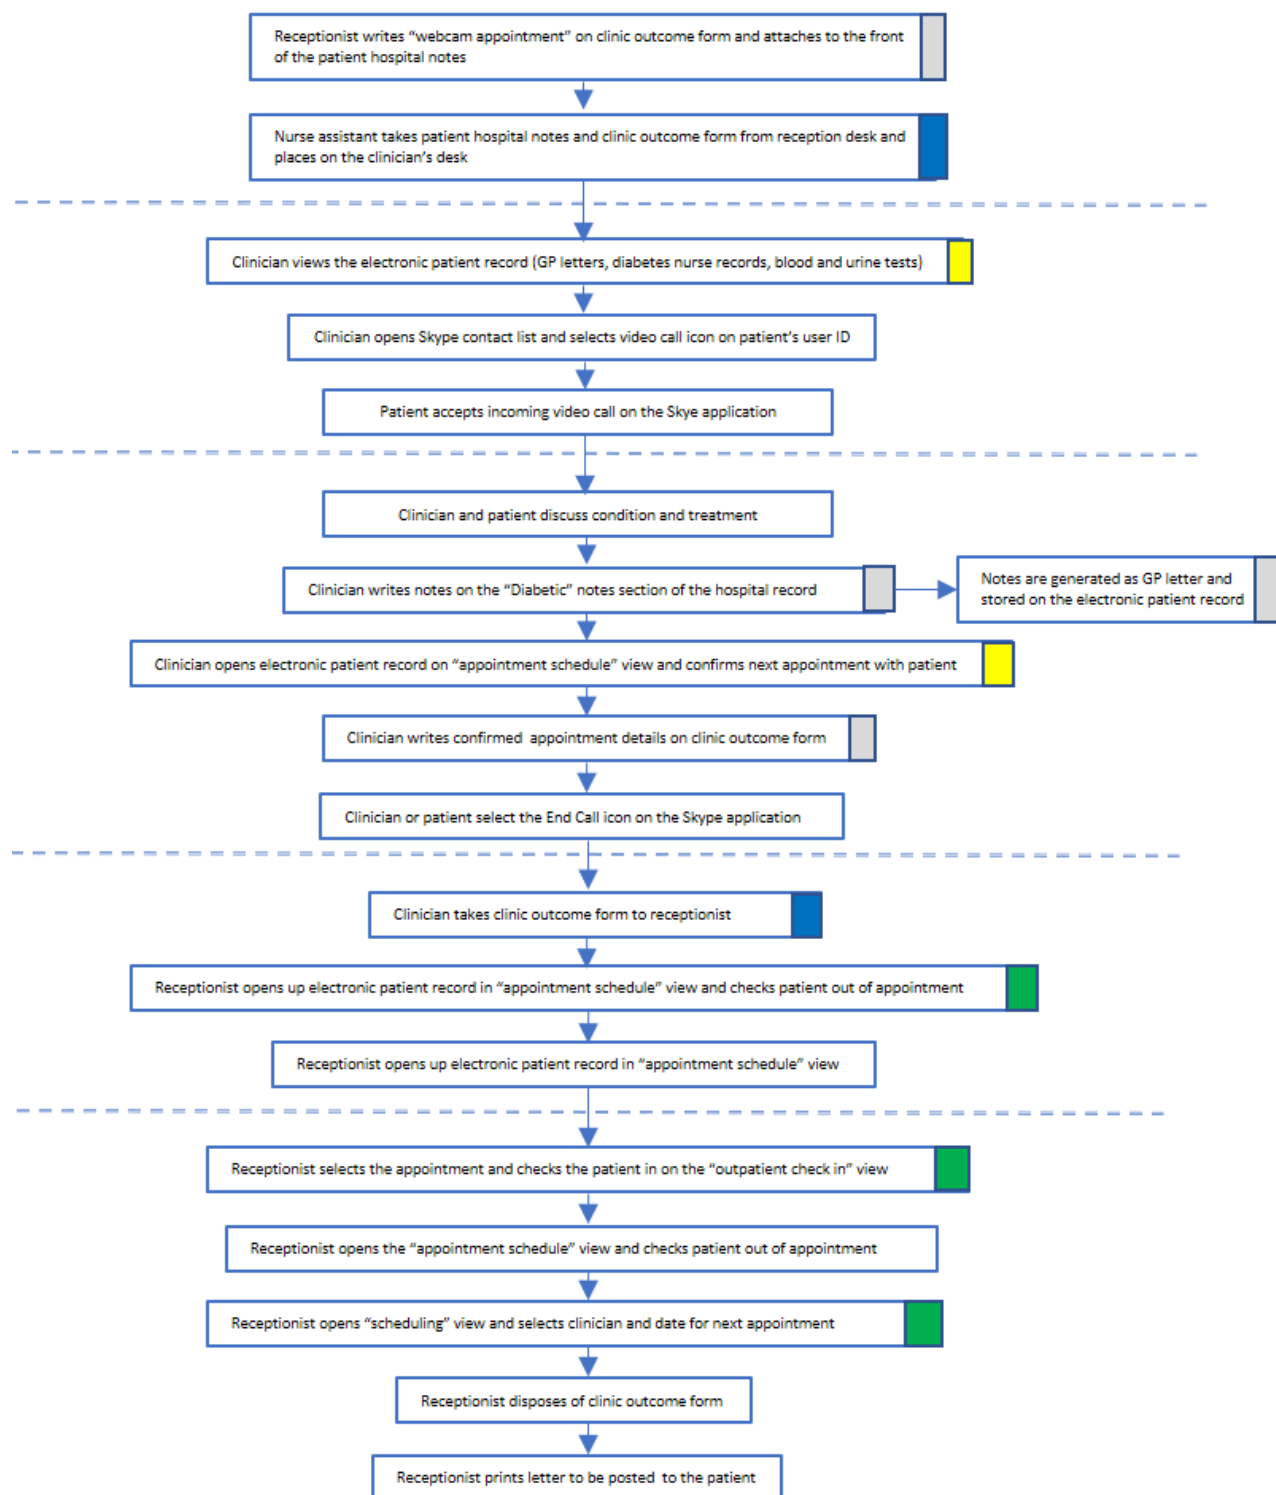 Receptionist writes “webcam appointment” on clinic outcome form and attaches to the front
of the patient hospital notes
Nurse assistant takes patient hospital notes and clinic outcome form from reception desk and
places on the clinician’s desk
Clinician views the electronic patient record (GP letters, diabetes nurse records, blood and urine tests)
Clinician opens Skype contact list and selects video call icon on patient’s user ID
Patient accepts incoming video call on the Skye application
Clinician and patient discuss condition and treatment
Clinician writes notes on the “Diabetic” notes section of the hospital record
Notes are generated as GP letter and
stored on the electronic patient record
Clinician opens electronic patient record on “appointment schedule” view and confirms next appointment with patient
Clinician writes confirmed appointment details on clinic outcome form
Clinician or patient select the End Call icon on the Skype application
Clinician takes clinic outcome form to receptionist
Receptionist opens up electronic patient record in “appointment schedule” view and checks patient out of appointment
Receptionist opens up electronic patient record in “appointment schedule” view
Receptionist selects the appointment and checks the patient in on the “outpatient check in” view
Receptionist opens the “appointment schedule” view and checks patient out of appointment
Receptionist opens “scheduling” view and selects clinician and date for next appointment
Receptionist disposes of clinic outcome form
Receptionist prints letter to be posted to the patient